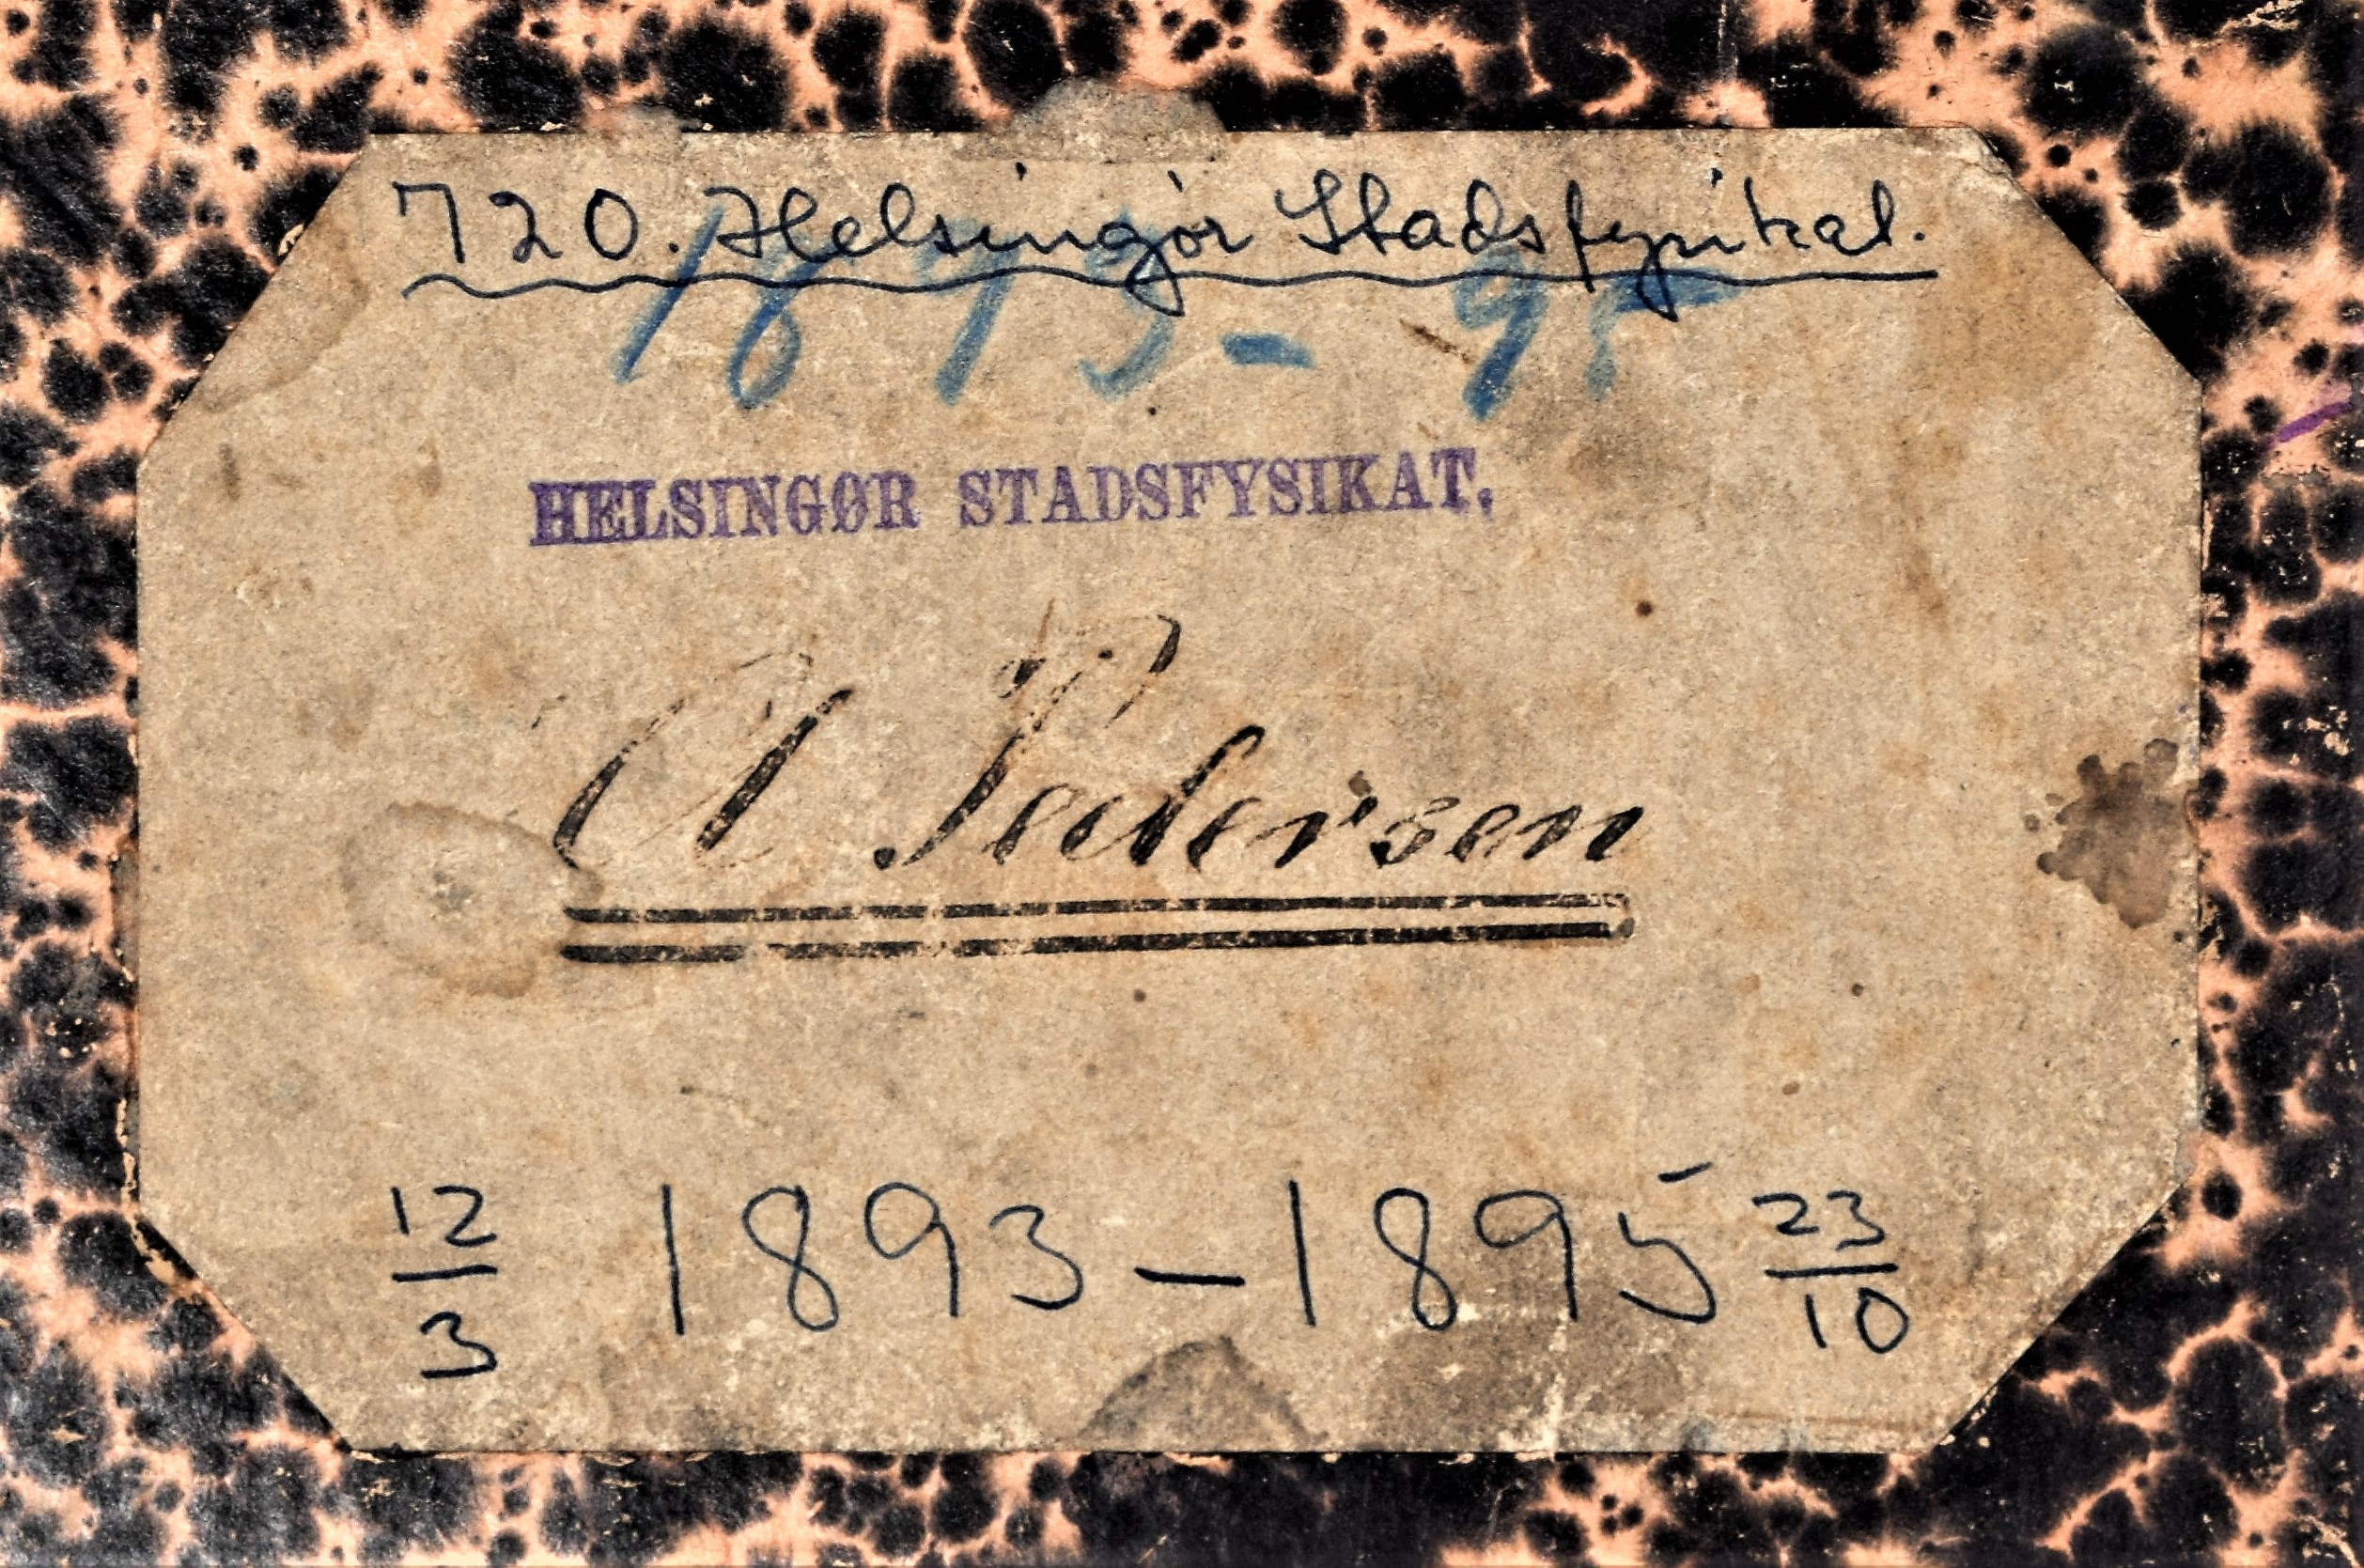 720. Helsingør Stadsfysikat.
1893 - 95
HELSINGØR STADSFYSIKAT.
A Pedersen
12/3 1893 – 1895 23/10